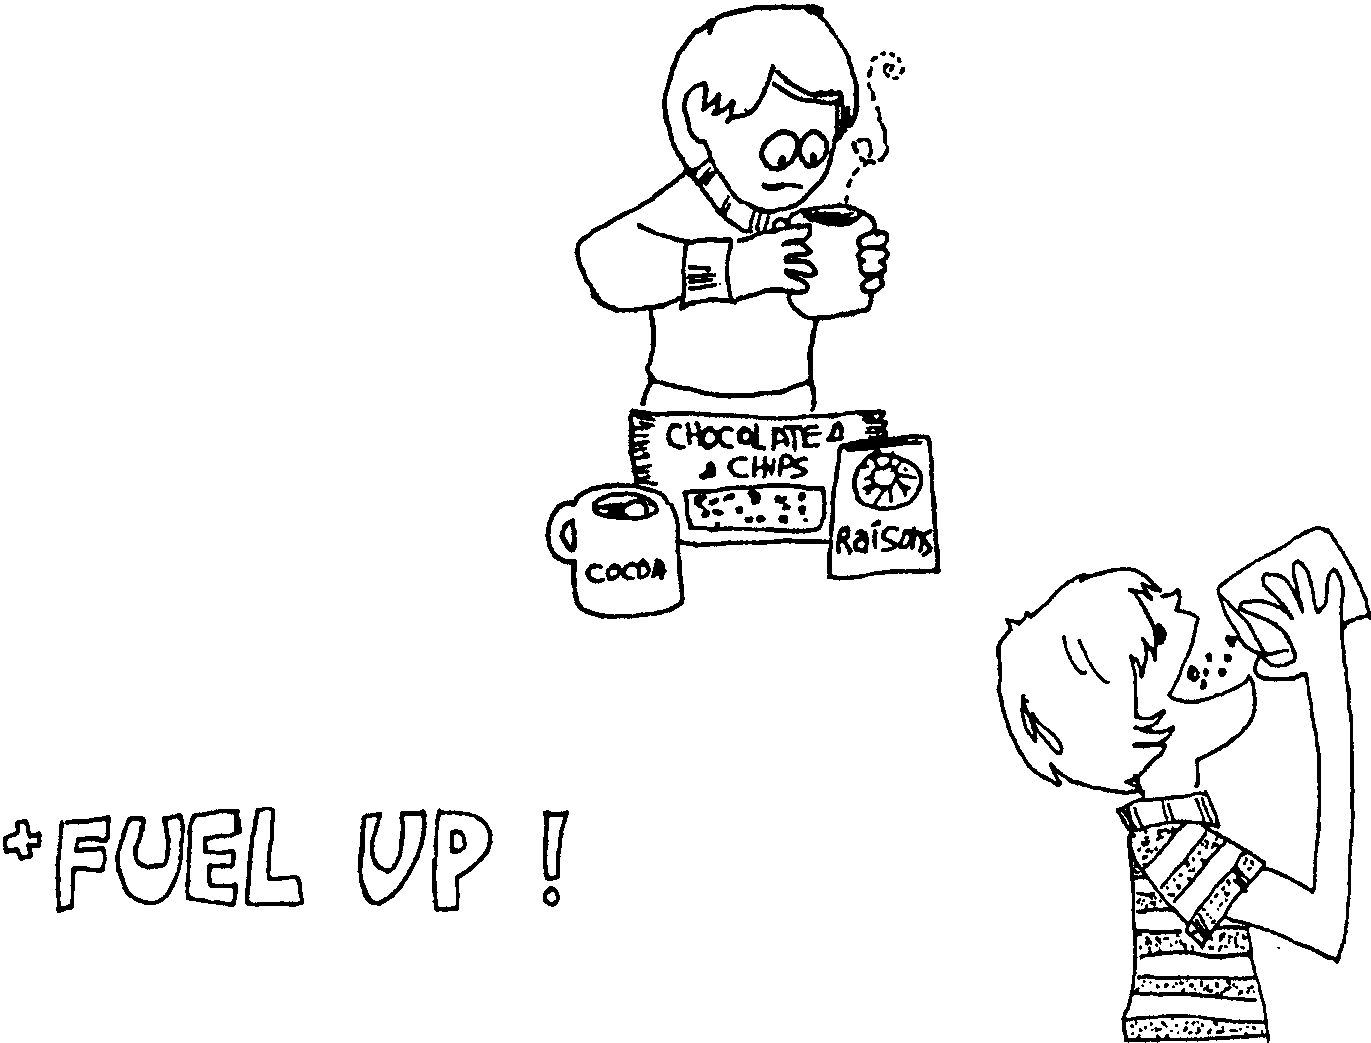 CHOCOLATE
CHIPS
COCOA
Raisons
+FUEL UP !